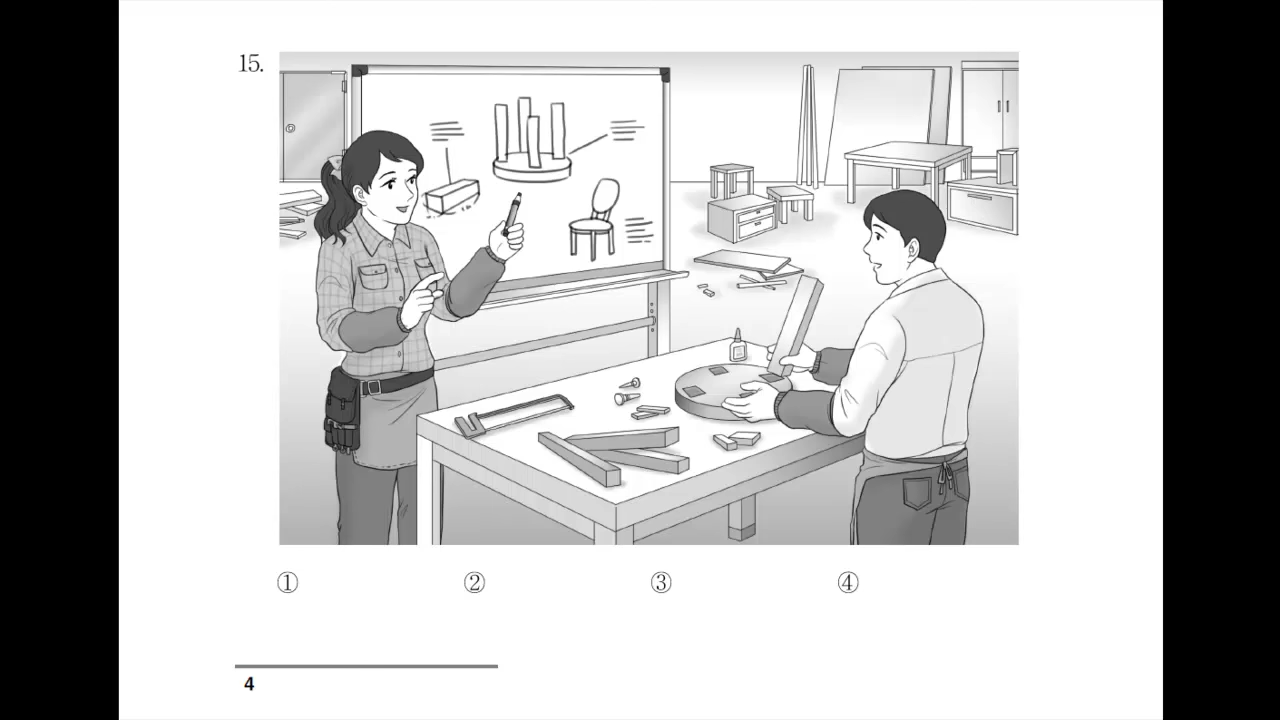 15.
① ② ③ ④
4